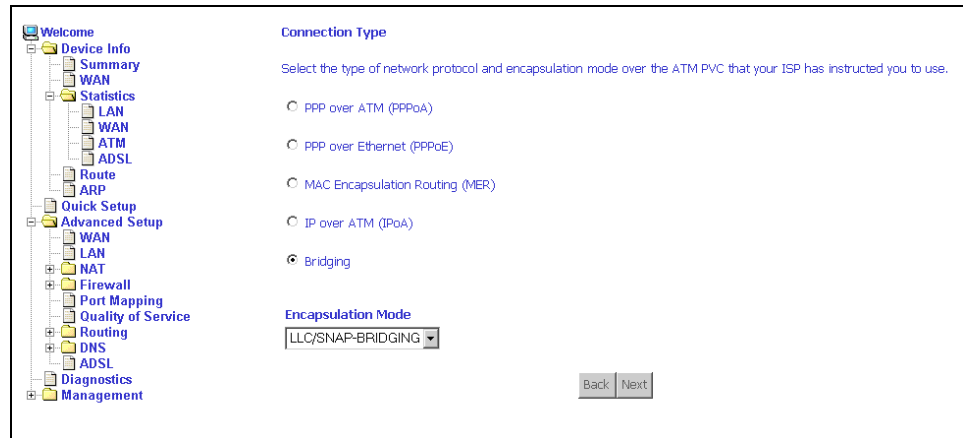 Welcome
Device Info
Summary
WAN
Statistics
LAN
WAN
ATM
ADSL
Route
ARP
Quick Setup
Advanced Setup
WAN
LAN
NAT
Firewall
Port Mapping
Quality of Service
Routing
DNS
ADSL
Diagnostics
Management
Connection Type
Select the type of network protocol and encapsulation mode over the ATM PVC that your ISP has instructed you to use.
PPP over ATM (PPPoA)
PPP over Ethernet (PPPoE)
MAC Encapsulation Routing (MER)
IP over ATM (IPoA)
Bridging
Encapsulation Mode
LLC/SNAP-BRIDGING
Back Next